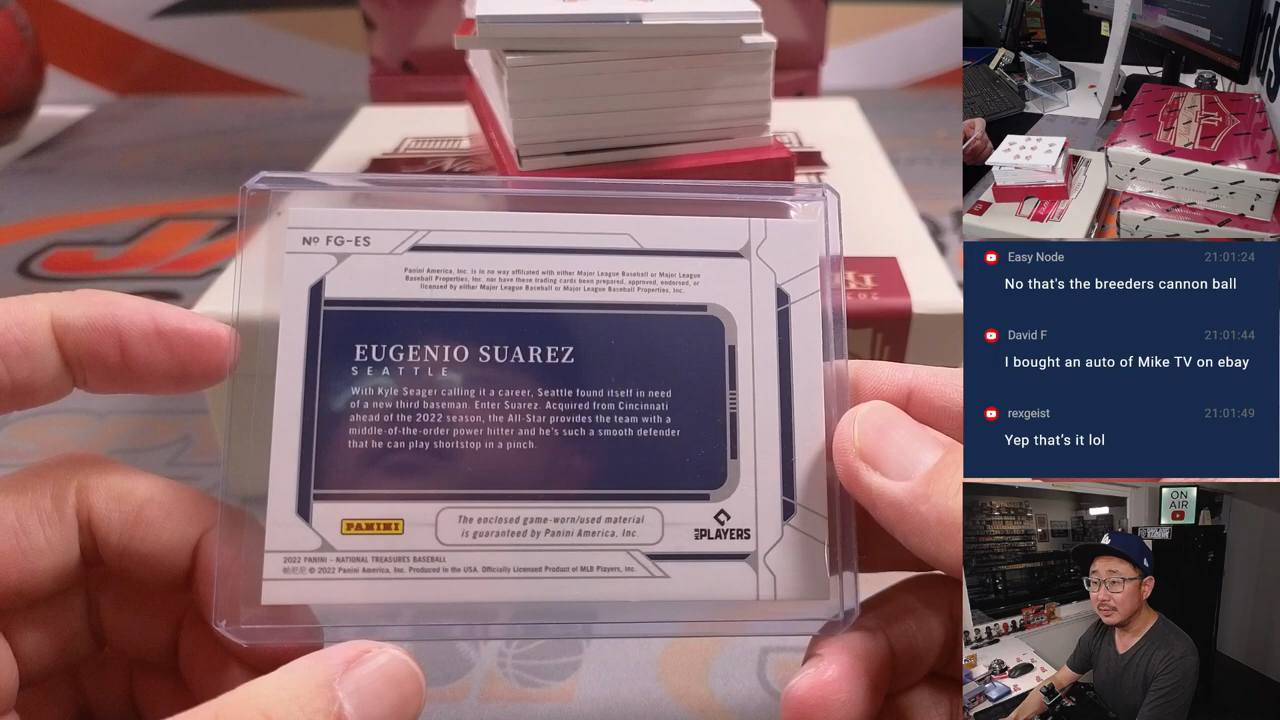 Nº FG-ES
Panini America, Inc. is in no way affiliated with either Major League Baseball or Major League
Baseball Properties, Inc. nor have these trading cards been prepared, approved, endorsed, or
licensed by either Major League Baseball or Major League Baseball Properties, Inc.
EUGENIO SUAREZ
SEATTLE
With Kyle Seager calling it a career, Seattle found itself in need
of a new third baseman. Enter Suarez. Acquired from Cincinnati
ahead of the 2022 season, the All-Star provides the team with a
middle-of-the-order power hitter and he's such a smooth defender
that he can play shortstop in a pinch.
PANINI
The enclosed game-worn/used material
is guaranteed by Panini America, Inc.
MLB PLAYERS
2022 PANINI - NATIONAL TREASURES BASEBALL
帕尼尼 © 2022 Panini America, Inc. Produced in the USA. Officially Licensed Product of MLB Players, Inc.
Easy Node 21:01:24
No that's the breeders cannon ball
David F 21:01:44
I bought an auto of Mike TV on ebay
rexgeist 21:01:49
Yep that's it lol
ON
AIR
LA